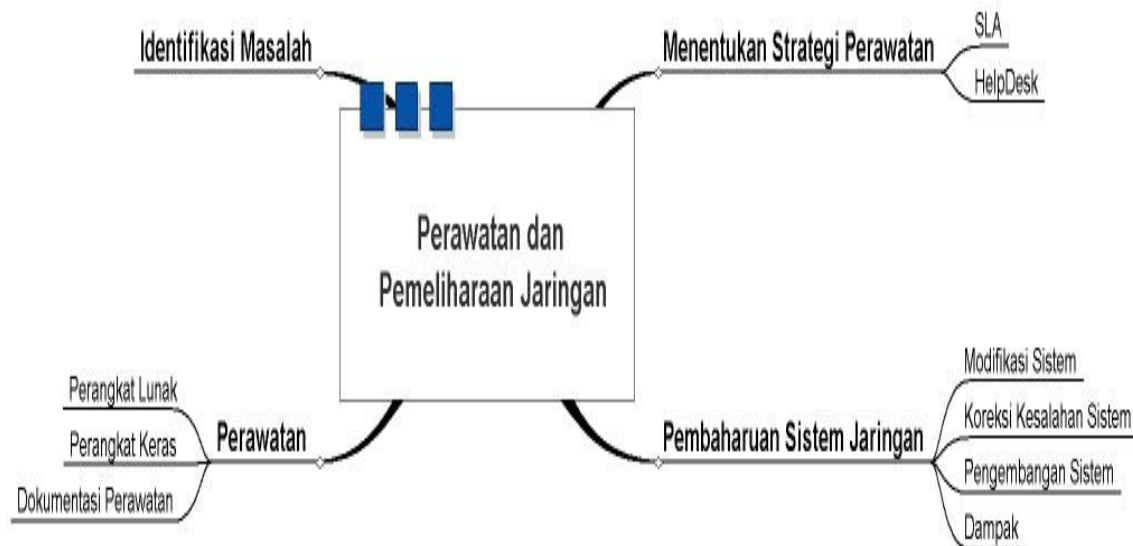 Identifikasi Masalah
Menentukan Strategi Perawatan
SLA
HelpDesk
Perawatan dan
Pemeliharaan Jaringan
Perangkat Lunak
Perangkat Keras
Dokumentasi Perawatan
Perawatan
Pembaharuan Sistem Jaringan
Modifikasi Sistem
Koreksi Kesalahan Sistem
Pengembangan Sistem
Dampak